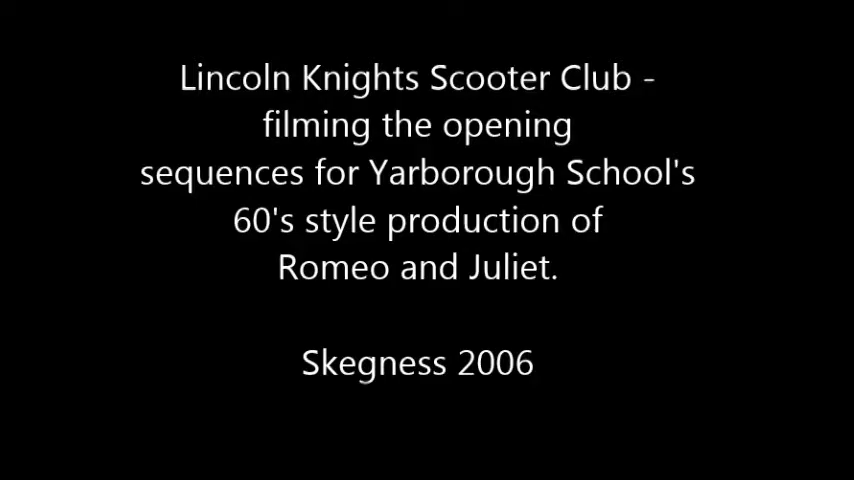 Lincoln Knights Scooter Club -
filming the opening
sequences for Yarborough School's
60's style production of
Romeo and Juliet.
Skegness 2006